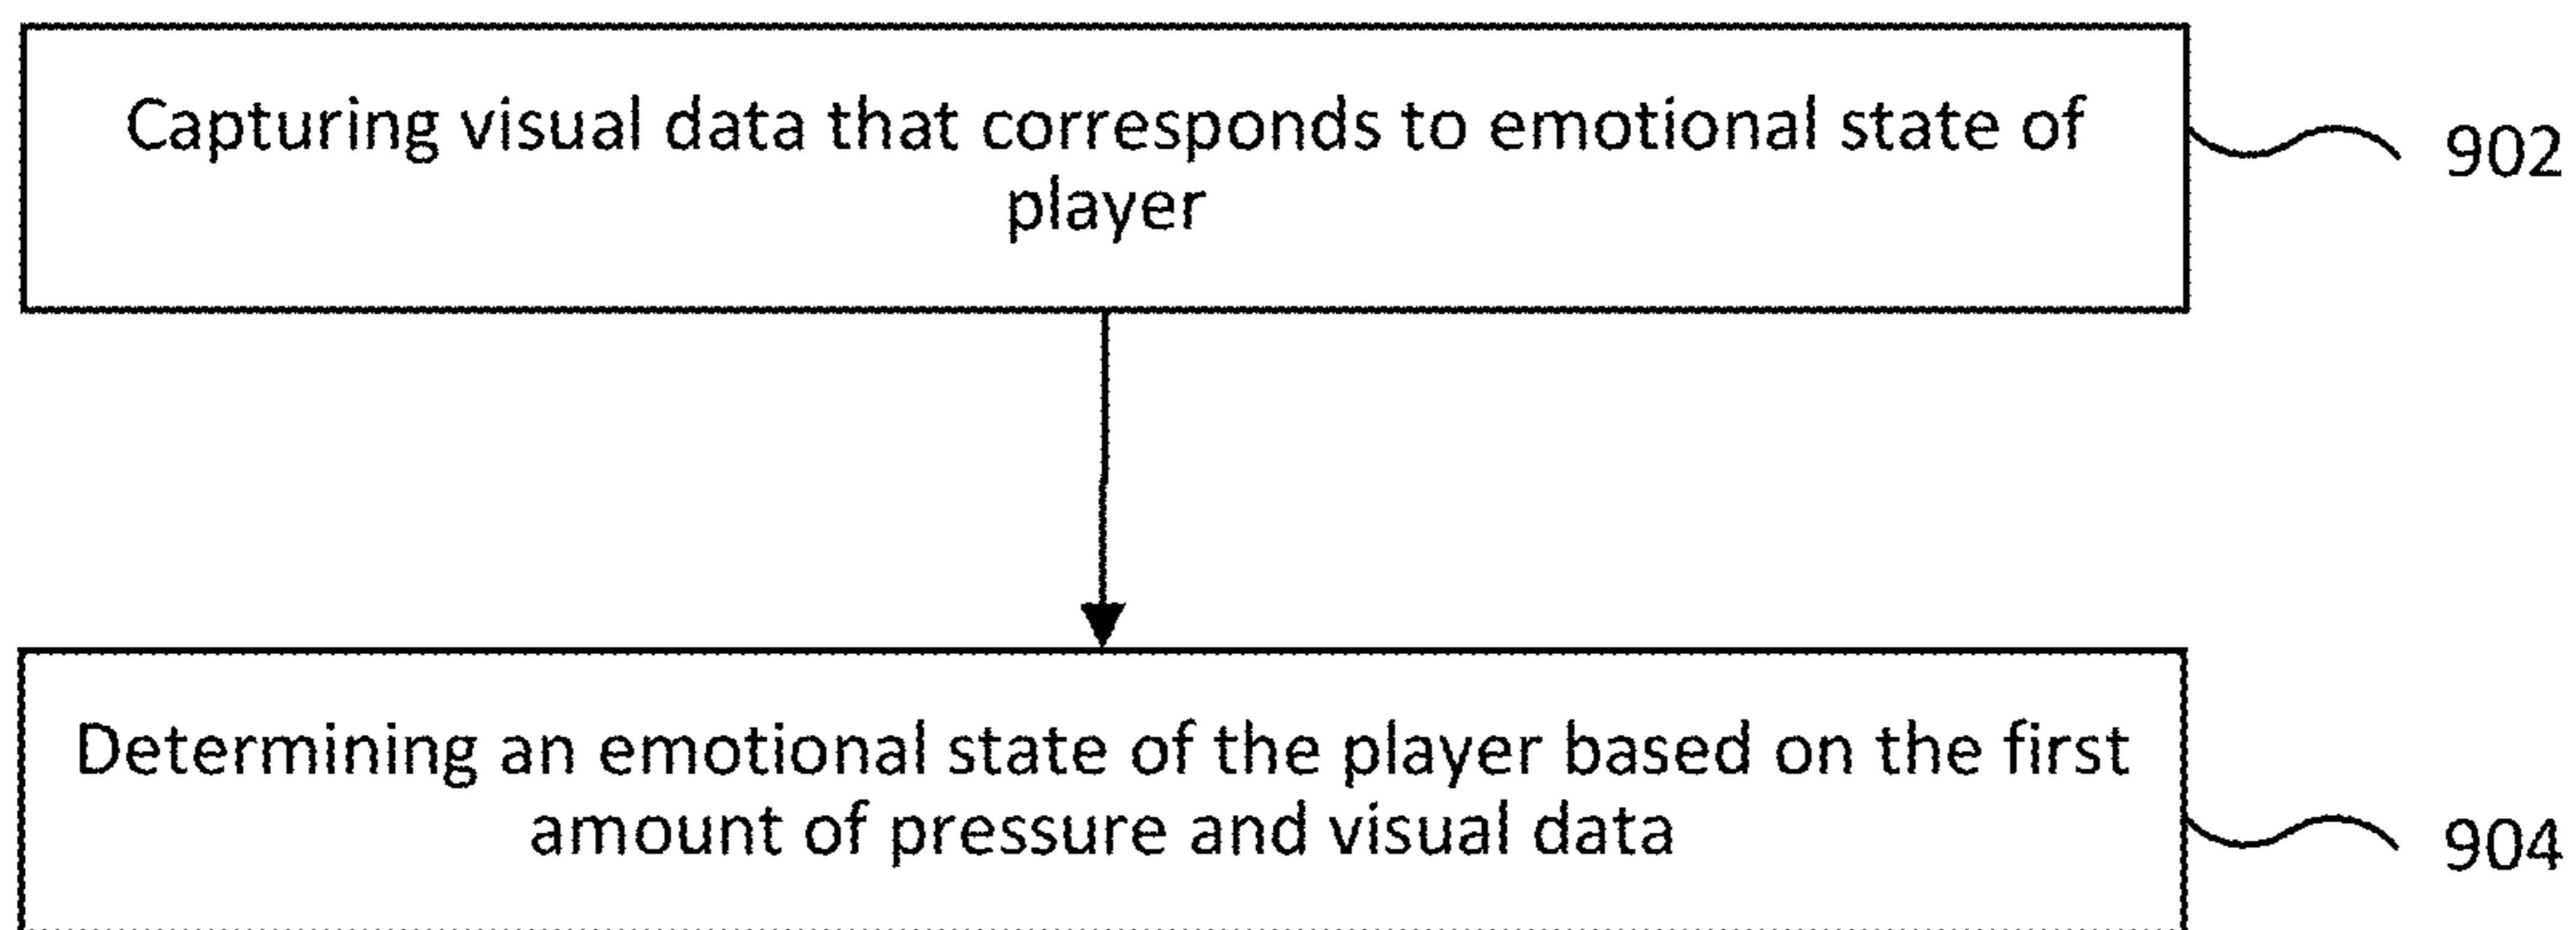 Capturing visual data that corresponds to emotional state of
player
902
Determining an emotional state of the player based on the first
amount of pressure and visual data
904